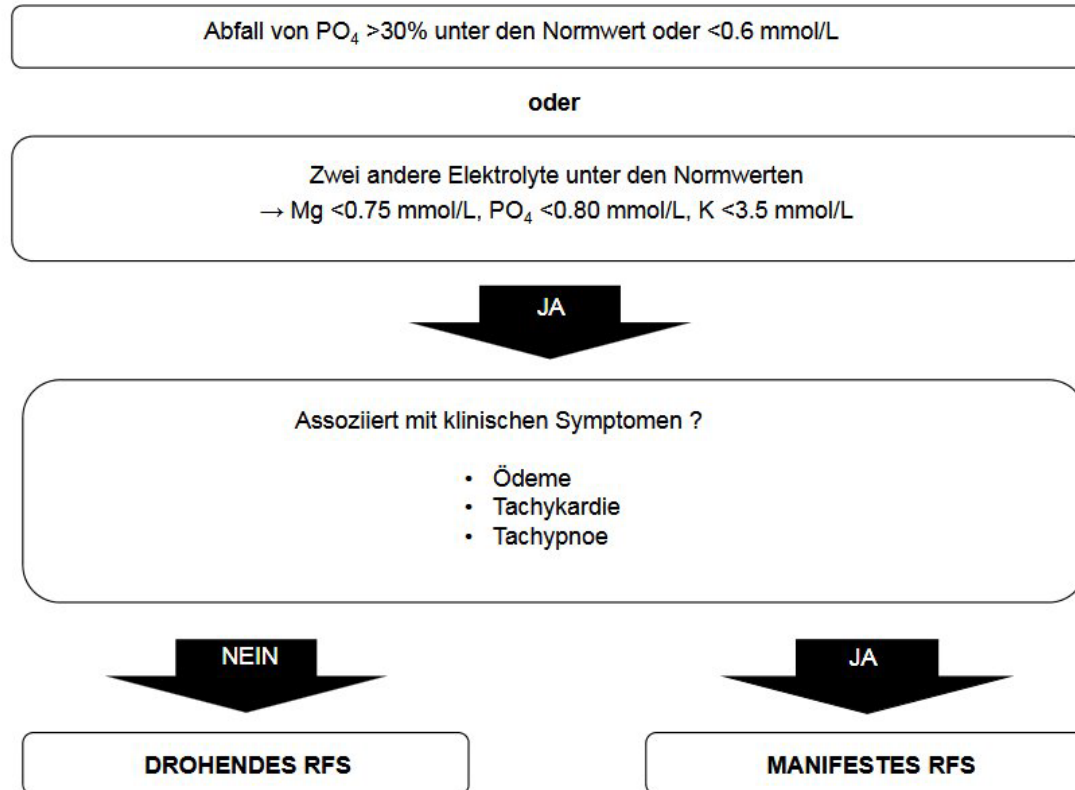 Abfall von PO₄ >30% unter den Normwert oder <0.6 mmol/L
oder
Zwei andere Elektrolyte unter den Normwerten
→ Mg <0.75 mmol/L, PO₄ <0.80 mmol/L, K <3.5 mmol/L
JA
Assoziiert mit klinischen Symptomen ?
• Ödeme
• Tachykardie
• Tachypnoe
NEIN
JA
DROHENDES RFS
MANIFESTES RFS